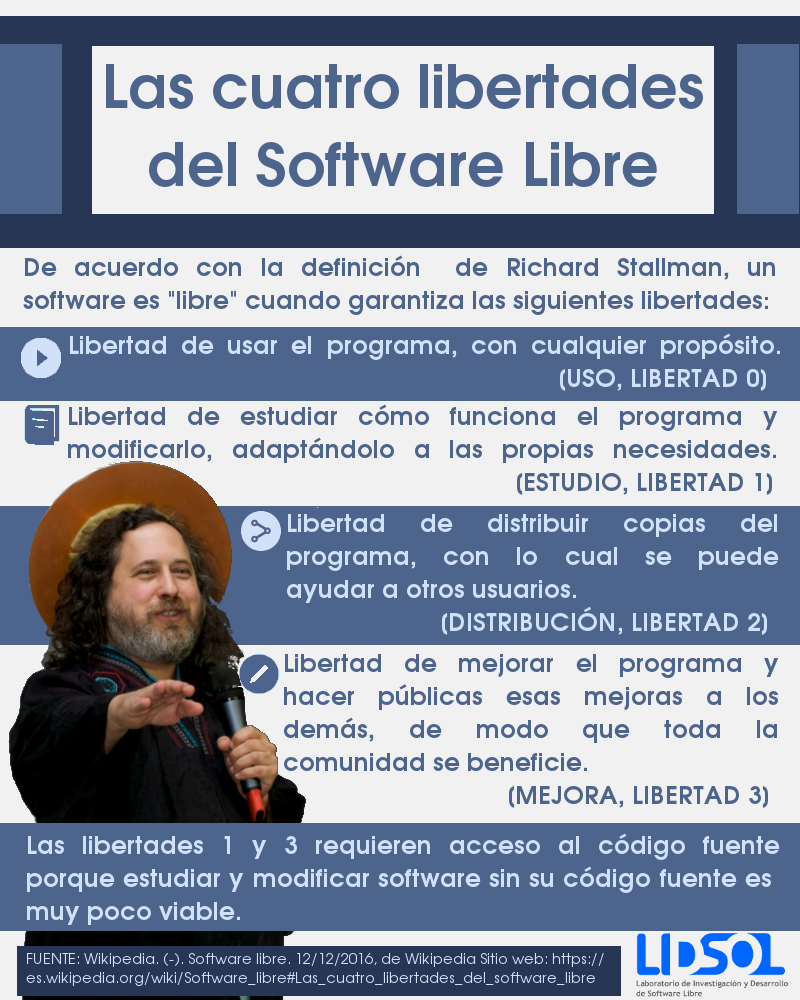 Las cuatro libertades
del Software Libre
De acuerdo con la definición de Richard Stallman, un
software es "libre" cuando garantiza las siguientes libertades:
Libertad de usar el programa, con cualquier propósito.
(USO, LIBERTAD 0)
Libertad de estudiar cómo funciona el programa y
modificarlo, adaptándolo a las propias necesidades.
(ESTUDIO, LIBERTAD 1)
Libertad de distribuir copias del
programa, con lo cual se puede
ayudar a otros usuarios.
(DISTRIBUCIÓN, LIBERTAD 2)
Libertad de mejorar el programa y
hacer públicas esas mejoras a los
demás, de modo que toda la
comunidad se beneficie.
(MEJORA, LIBERTAD 3)
Las libertades 1 y 3 requieren acceso al código fuente
porque estudiar y modificar software sin su código fuente es
muy poco viable.
FUENTE: Wikipedia. (-). Software libre. 12/12/2016, de Wikipedia Sitio web: https://
es.wikipedia.org/wiki/Software_libre#Las_cuatro_libertades_del_software_libre
LIDSOL
Laboratorio de Investigación y Desarrollo
de Software Libre